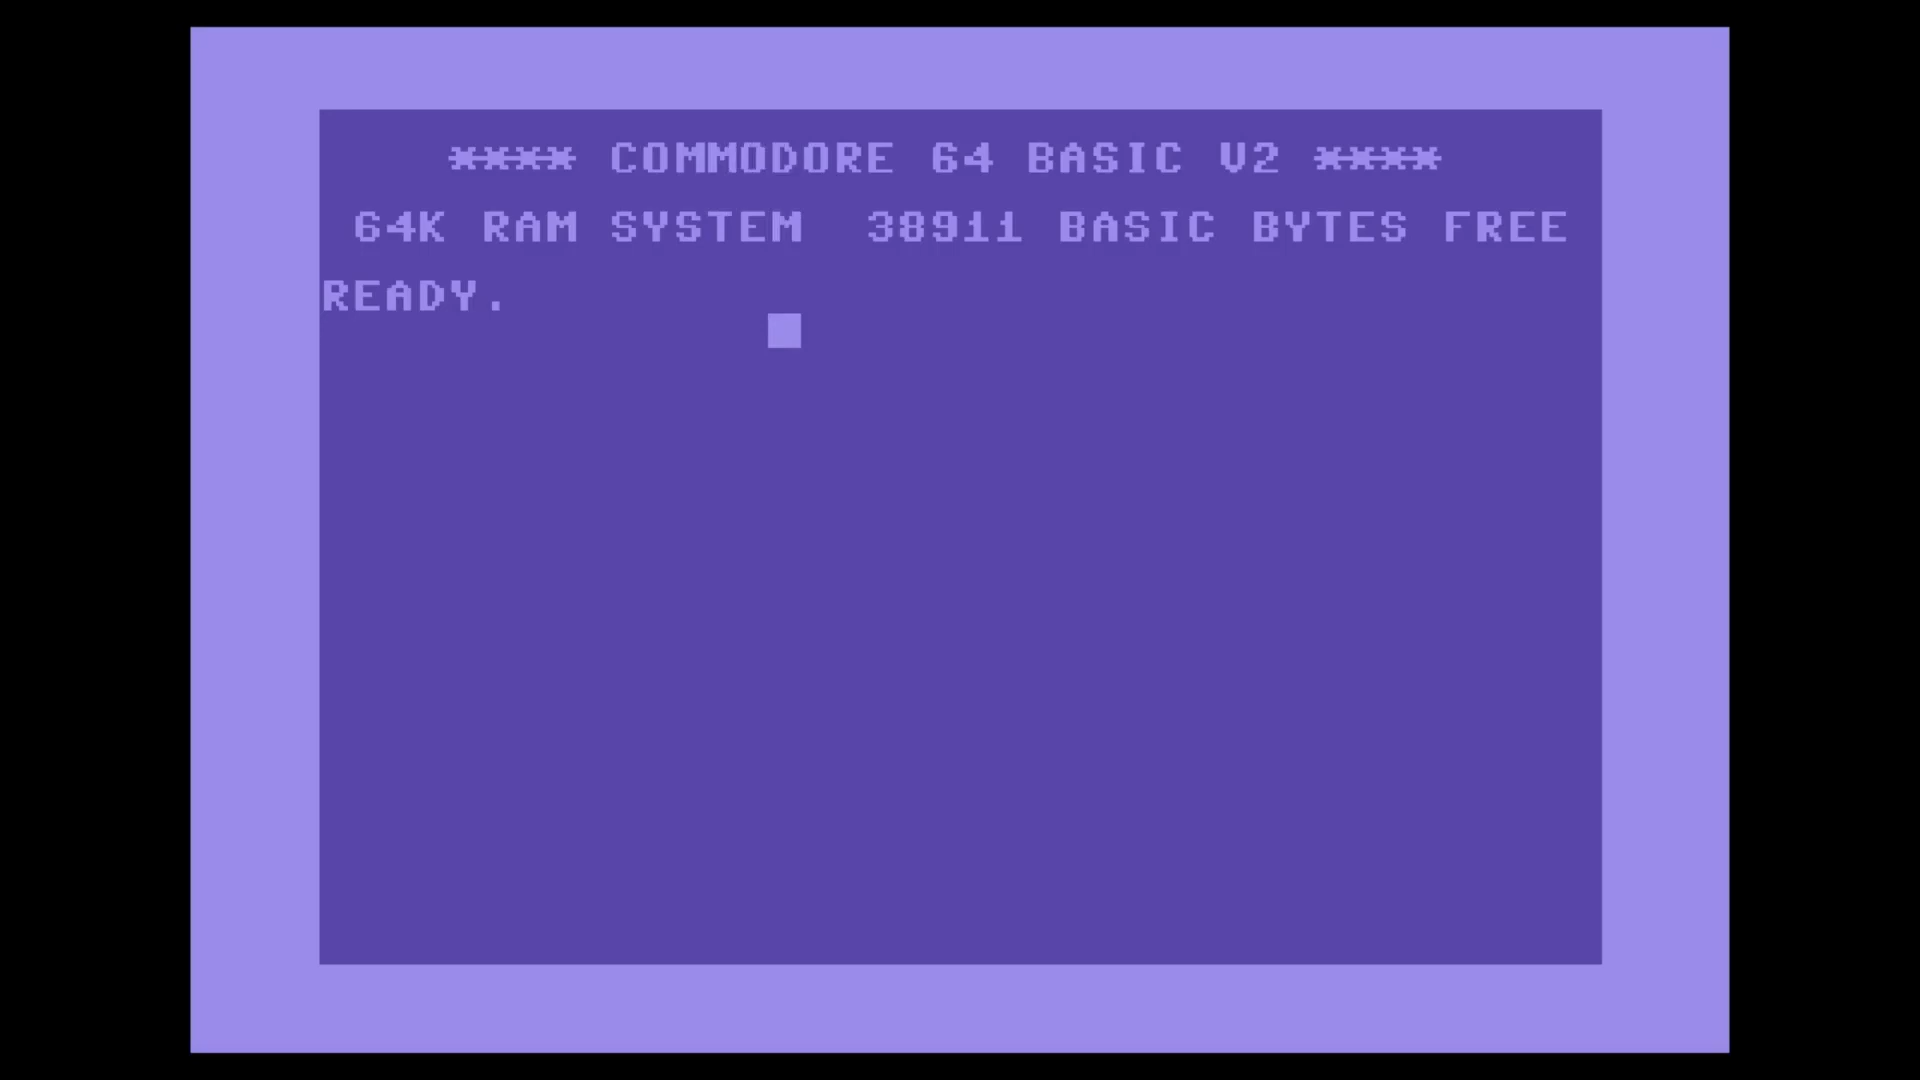 **** COMMODORE 64 BASIC V2 ****
64K RAM SYSTEM  38911 BASIC BYTES FREE
READY.